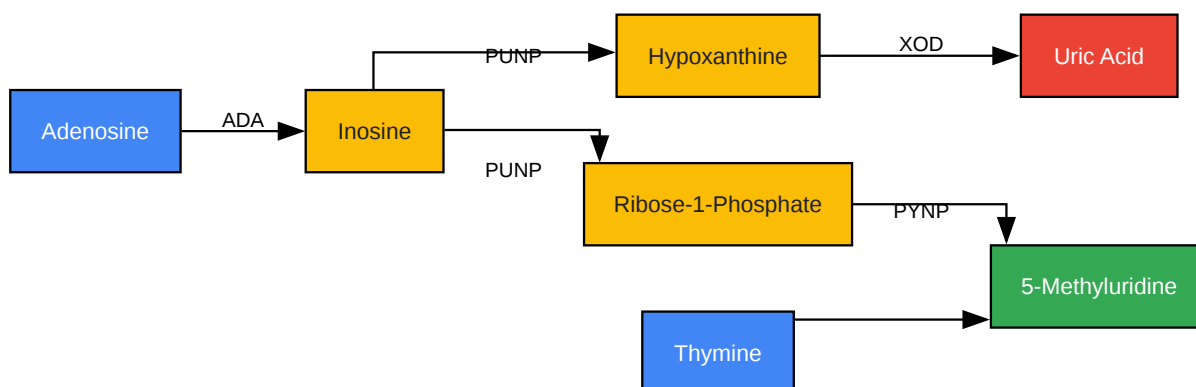 PUNP
Hypoxanthine
XOD
Uric Acid
Adenosine
ADA
Inosine
PUNP
Ribose-1-Phosphate
PYNP
5-Methyluridine
Thymine